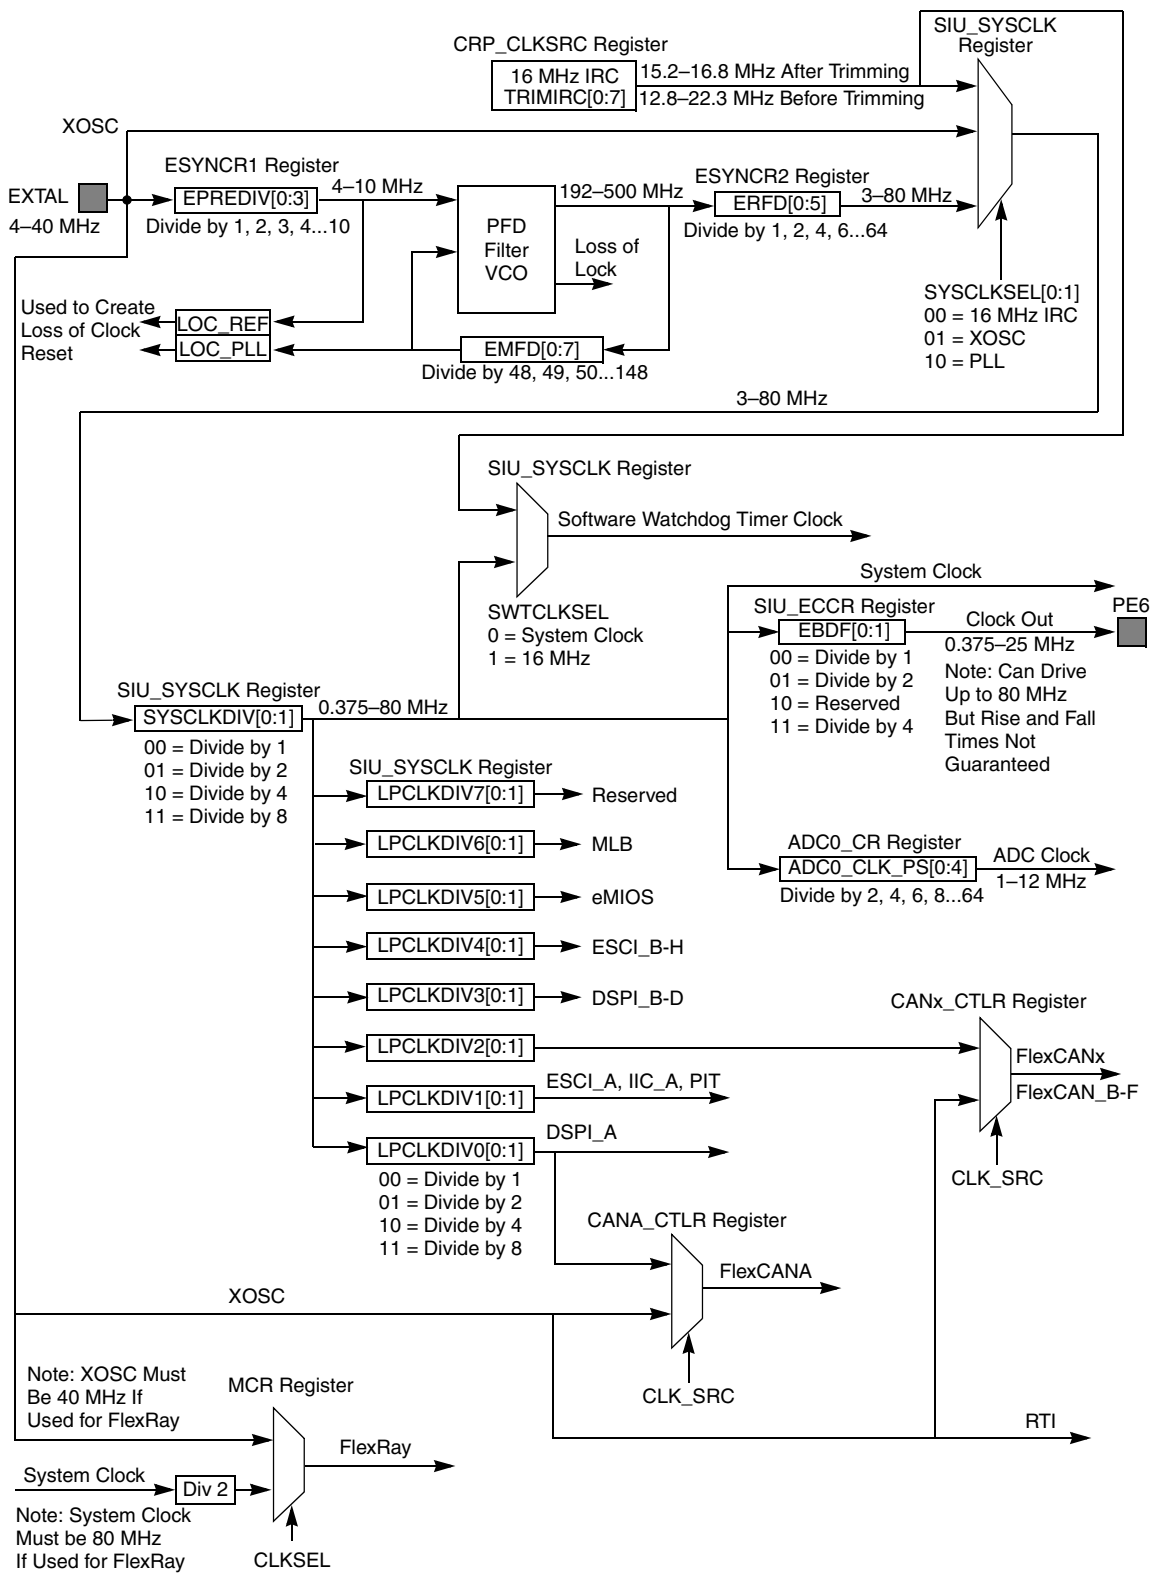 SIU_SYSCLK
Register
CRP_CLKSRC Register
16 MHz IRC
TRIMIRC[0:7]
15.2–16.8 MHz After Trimming
12.8–22.3 MHz Before Trimming
XOSC
ESYNCR1 Register
EXTAL
4–40 MHz
EPREDIV[0:3]
Divide by 1, 2, 3, 4...10
4–10 MHz
PFD
Filter
VCO
192–500 MHz
Loss of
Lock
ESYNCR2 Register
ERFD[0:5]
Divide by 1, 2, 4, 6...64
3–80 MHz
SYSCLKSEL[0:1]
00 = 16 MHz IRC
01 = XOSC
10 = PLL
Used to Create
Loss of Clock
Reset
LOC_REF
LOC_PLL
EMFD[0:7]
Divide by 48, 49, 50...148
3–80 MHz
SIU_SYSCLK Register
Software Watchdog Timer Clock
SWTCLKSEL
0 = System Clock
1 = 16 MHz
System Clock
SIU_ECCR Register
EBDF[0:1]
00 = Divide by 1
01 = Divide by 2
10 = Reserved
11 = Divide by 4
Clock Out
0.375–25 MHz
Note: Can Drive
Up to 80 MHz
But Rise and Fall
Times Not
Guaranteed
PE6
SIU_SYSCLK Register
SYSCLKDIV[0:1]
00 = Divide by 1
01 = Divide by 2
10 = Divide by 4
11 = Divide by 8
0.375–80 MHz
SIU_SYSCLK Register
LPCLKDIV7[0:1]
Reserved
LPCLKDIV6[0:1]
MLB
LPCLKDIV5[0:1]
eMIOS
LPCLKDIV4[0:1]
ESCI_B-H
LPCLKDIV3[0:1]
DSPI_B-D
LPCLKDIV2[0:1]
LPCLKDIV1[0:1]
ESCI_A, IIC_A, PIT
LPCLKDIV0[0:1]
DSPI_A
00 = Divide by 1
01 = Divide by 2
10 = Divide by 4
11 = Divide by 8
ADC0_CR Register
ADC0_CLK_PS[0:4]
Divide by 2, 4, 6, 8...64
ADC Clock
1–12 MHz
CANx_CTLR Register
FlexCANx
FlexCAN_B-F
CLK_SRC
CANA_CTLR Register
FlexCANA
CLK_SRC
XOSC
Note: XOSC Must
Be 40 MHz If
Used for FlexRay
MCR Register
FlexRay
RTI
System Clock
Div 2
Note: System Clock
Must be 80 MHz
If Used for FlexRay
CLKSEL